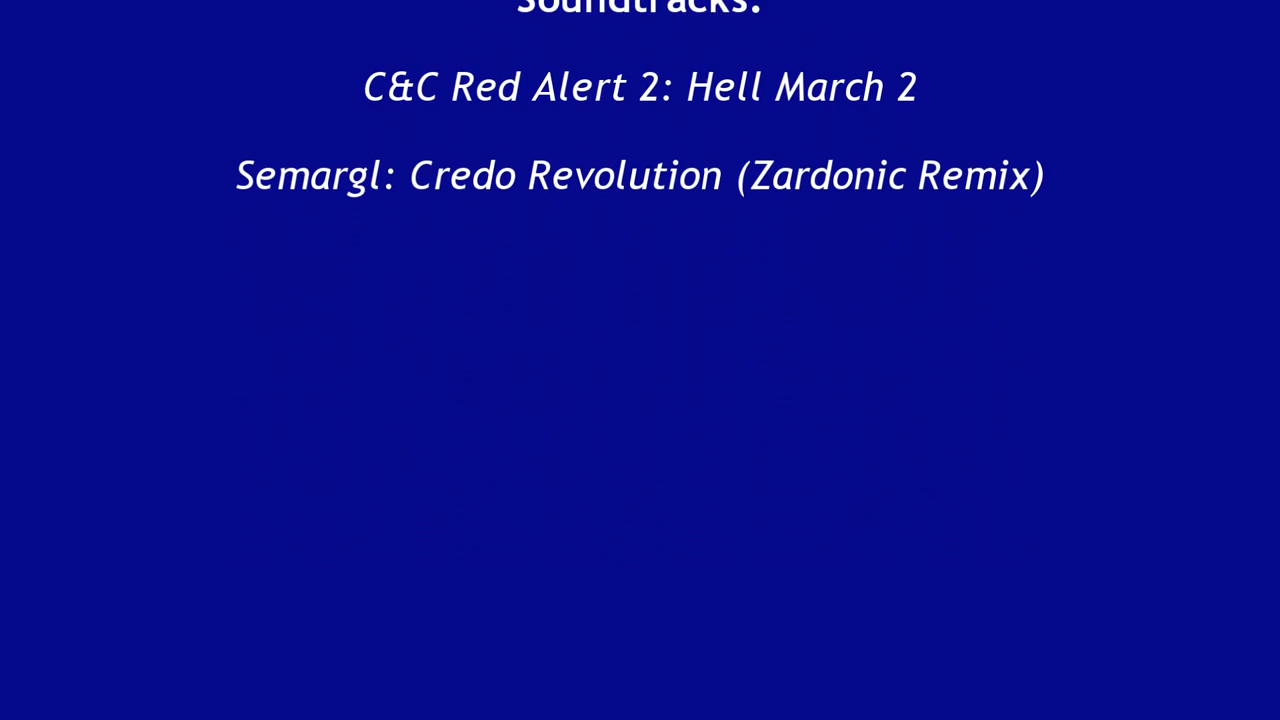 Soundtracks:
C&C Red Alert 2: Hell March 2
Semargl: Credo Revolution (Zardonic Remix)